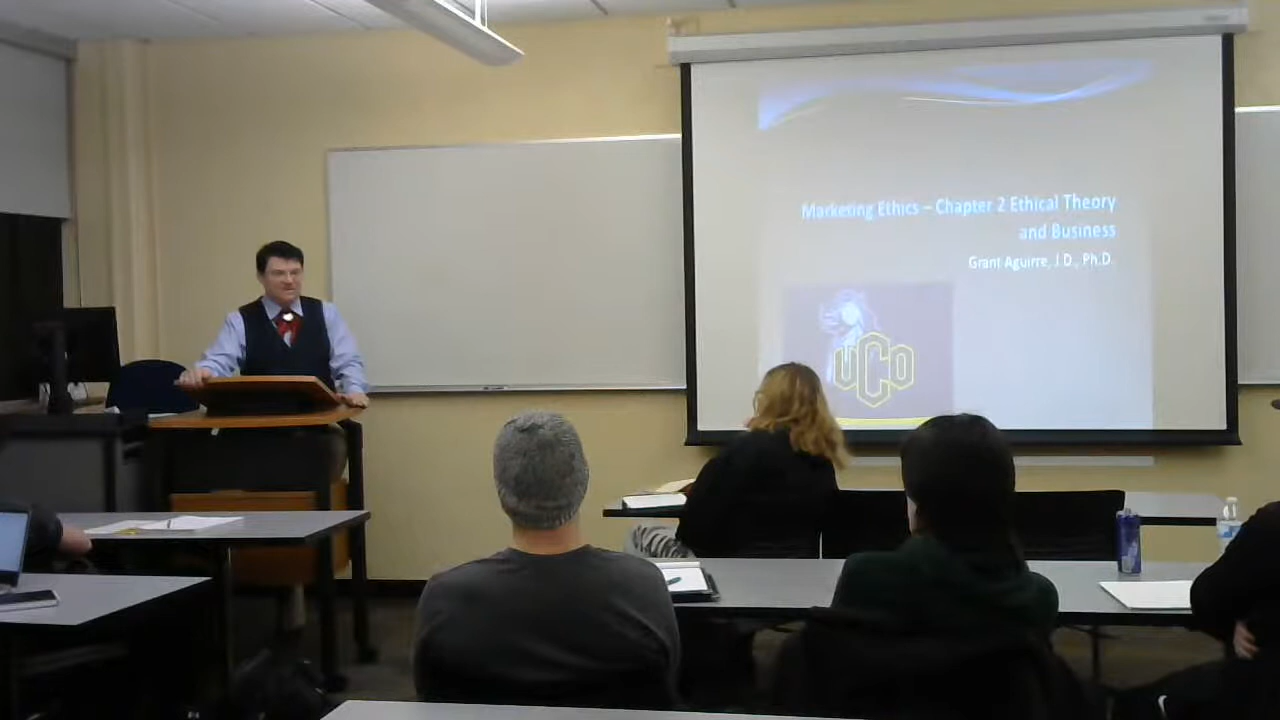 Marketing Ethics – Chapter 2 Ethical Theory
and Business
Grant Aguirre, J.D., Ph.D.
UCO